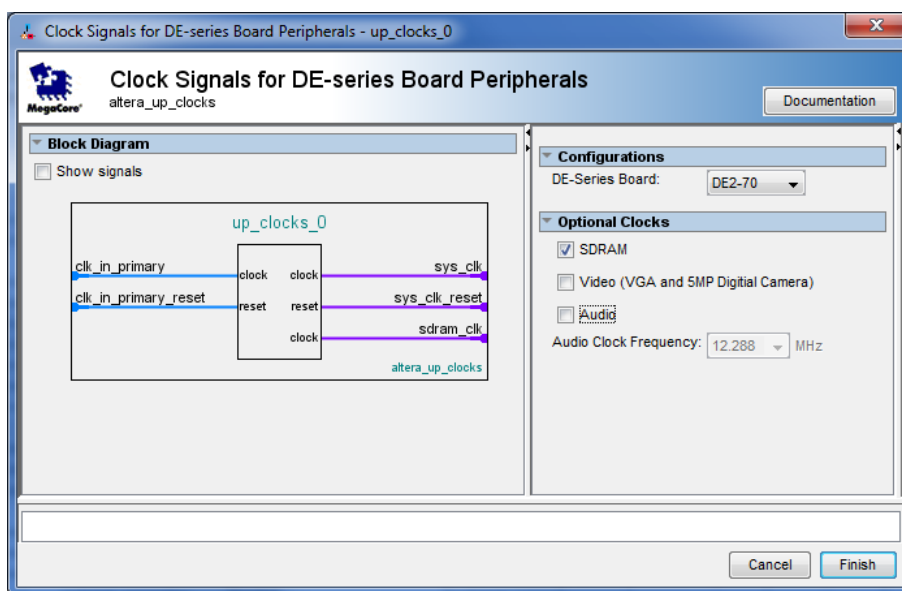 Clock Signals for DE-series Board Peripherals - up_clocks_0
Clock Signals for DE-series Board Peripherals
altera_up_clocks
MegaCore®
Documentation
Block Diagram
Show signals
up_clocks_0
clk_in_primary
clock
clock
sys_clk
clk_in_primary_reset
reset
reset
sys_clk_reset
clock
sdram_clk
altera_up_clocks
Configurations
DE-Series Board:
DE2-70
Optional Clocks
SDRAM
Video (VGA and 5MP Digitial Camera)
Audio
Audio Clock Frequency:
12.288
MHz
Cancel
Finish